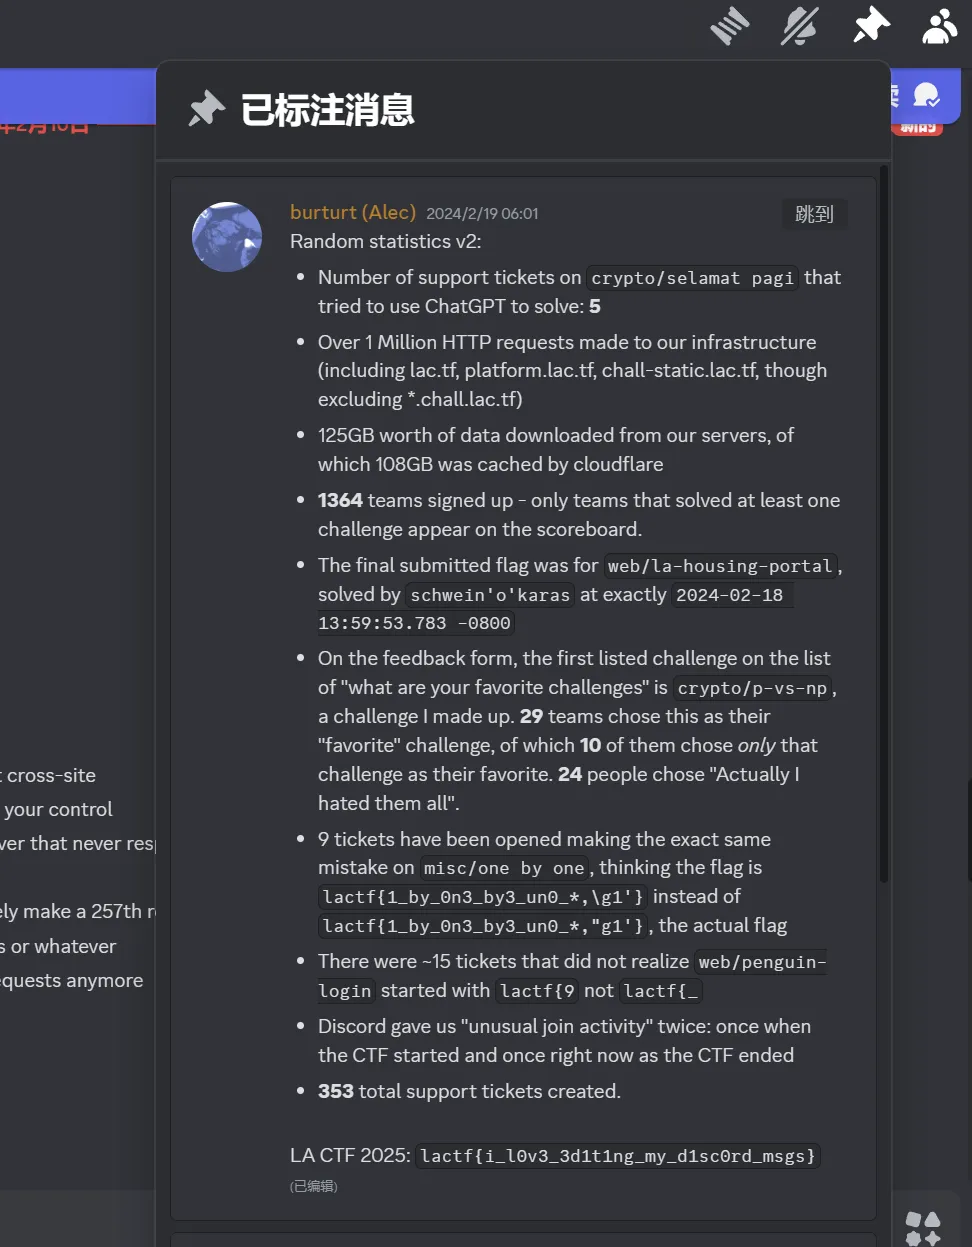 已标注消息
年2月10日
新的
burturt (Alec) 2024/2/19 06:01
跳到
Random statistics v2:
• Number of support tickets on crypto/selamat pagi that
tried to use ChatGPT to solve: 5
• Over 1 Million HTTP requests made to our infrastructure
(including lac.tf, platform.lac.tf, chall-static.lac.tf, though
excluding *.chall.lac.tf)
• 125GB worth of data downloaded from our servers, of
which 108GB was cached by cloudflare
• 1364 teams signed up - only teams that solved at least one
challenge appear on the scoreboard.
• The final submitted flag was for web/la-housing-portal,
solved by schwein'o'karas at exactly 2024-02-18
13:59:53.783 -0800
• On the feedback form, the first listed challenge on the list
of "what are your favorite challenges" is crypto/p-vs-np,
a challenge I made up. 29 teams chose this as their
"favorite" challenge, of which 10 of them chose only that
challenge as their favorite. 24 people chose "Actually I
hated them all".
• 9 tickets have been opened making the exact same
mistake on misc/one by one, thinking the flag is
lactf{1_by_0n3_by3_un0_*,\g1'} instead of
lactf{1_by_0n3_by3_un0_*,"g1'}, the actual flag
• There were ~15 tickets that did not realize web/penguin-
login started with lactf{9 not lactf{_
• Discord gave us "unusual join activity" twice: once when
the CTF started and once right now as the CTF ended
• 353 total support tickets created.
LA CTF 2025: lactf{i_l0v3_3d1t1ng_my_d1sc0rd_msgs}
(已编辑)
cross-site
your control
ver that never resp
ely make a 257th
s or whatever
equests anymore